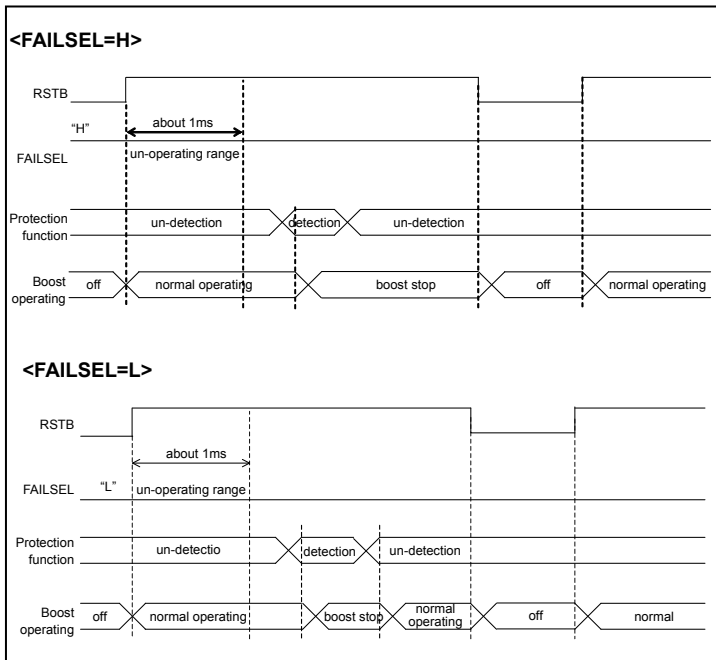 <FAILSEL=H>
RSTB
"H"
about 1ms
FAILSEL
un-operating range
Protection
function
un-detection
detection
un-detection
Boost
operating
off
normal operating
boost stop
off
normal operating
<FAILSEL=L>
RSTB
about 1ms
FAILSEL
"L"
un-operating range
Protection
function
un-detectio
detection
un-detection
Boost
operating
off
normal operating
boost stop
normal
operating
off
normal